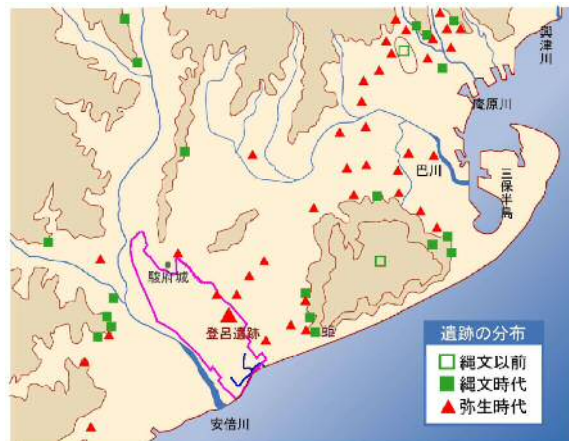 興津川
庵原川
三保半島
巴川
駿府城
登呂遺跡
安倍川
遺跡の分布
縄文以前
縄文時代
弥生時代